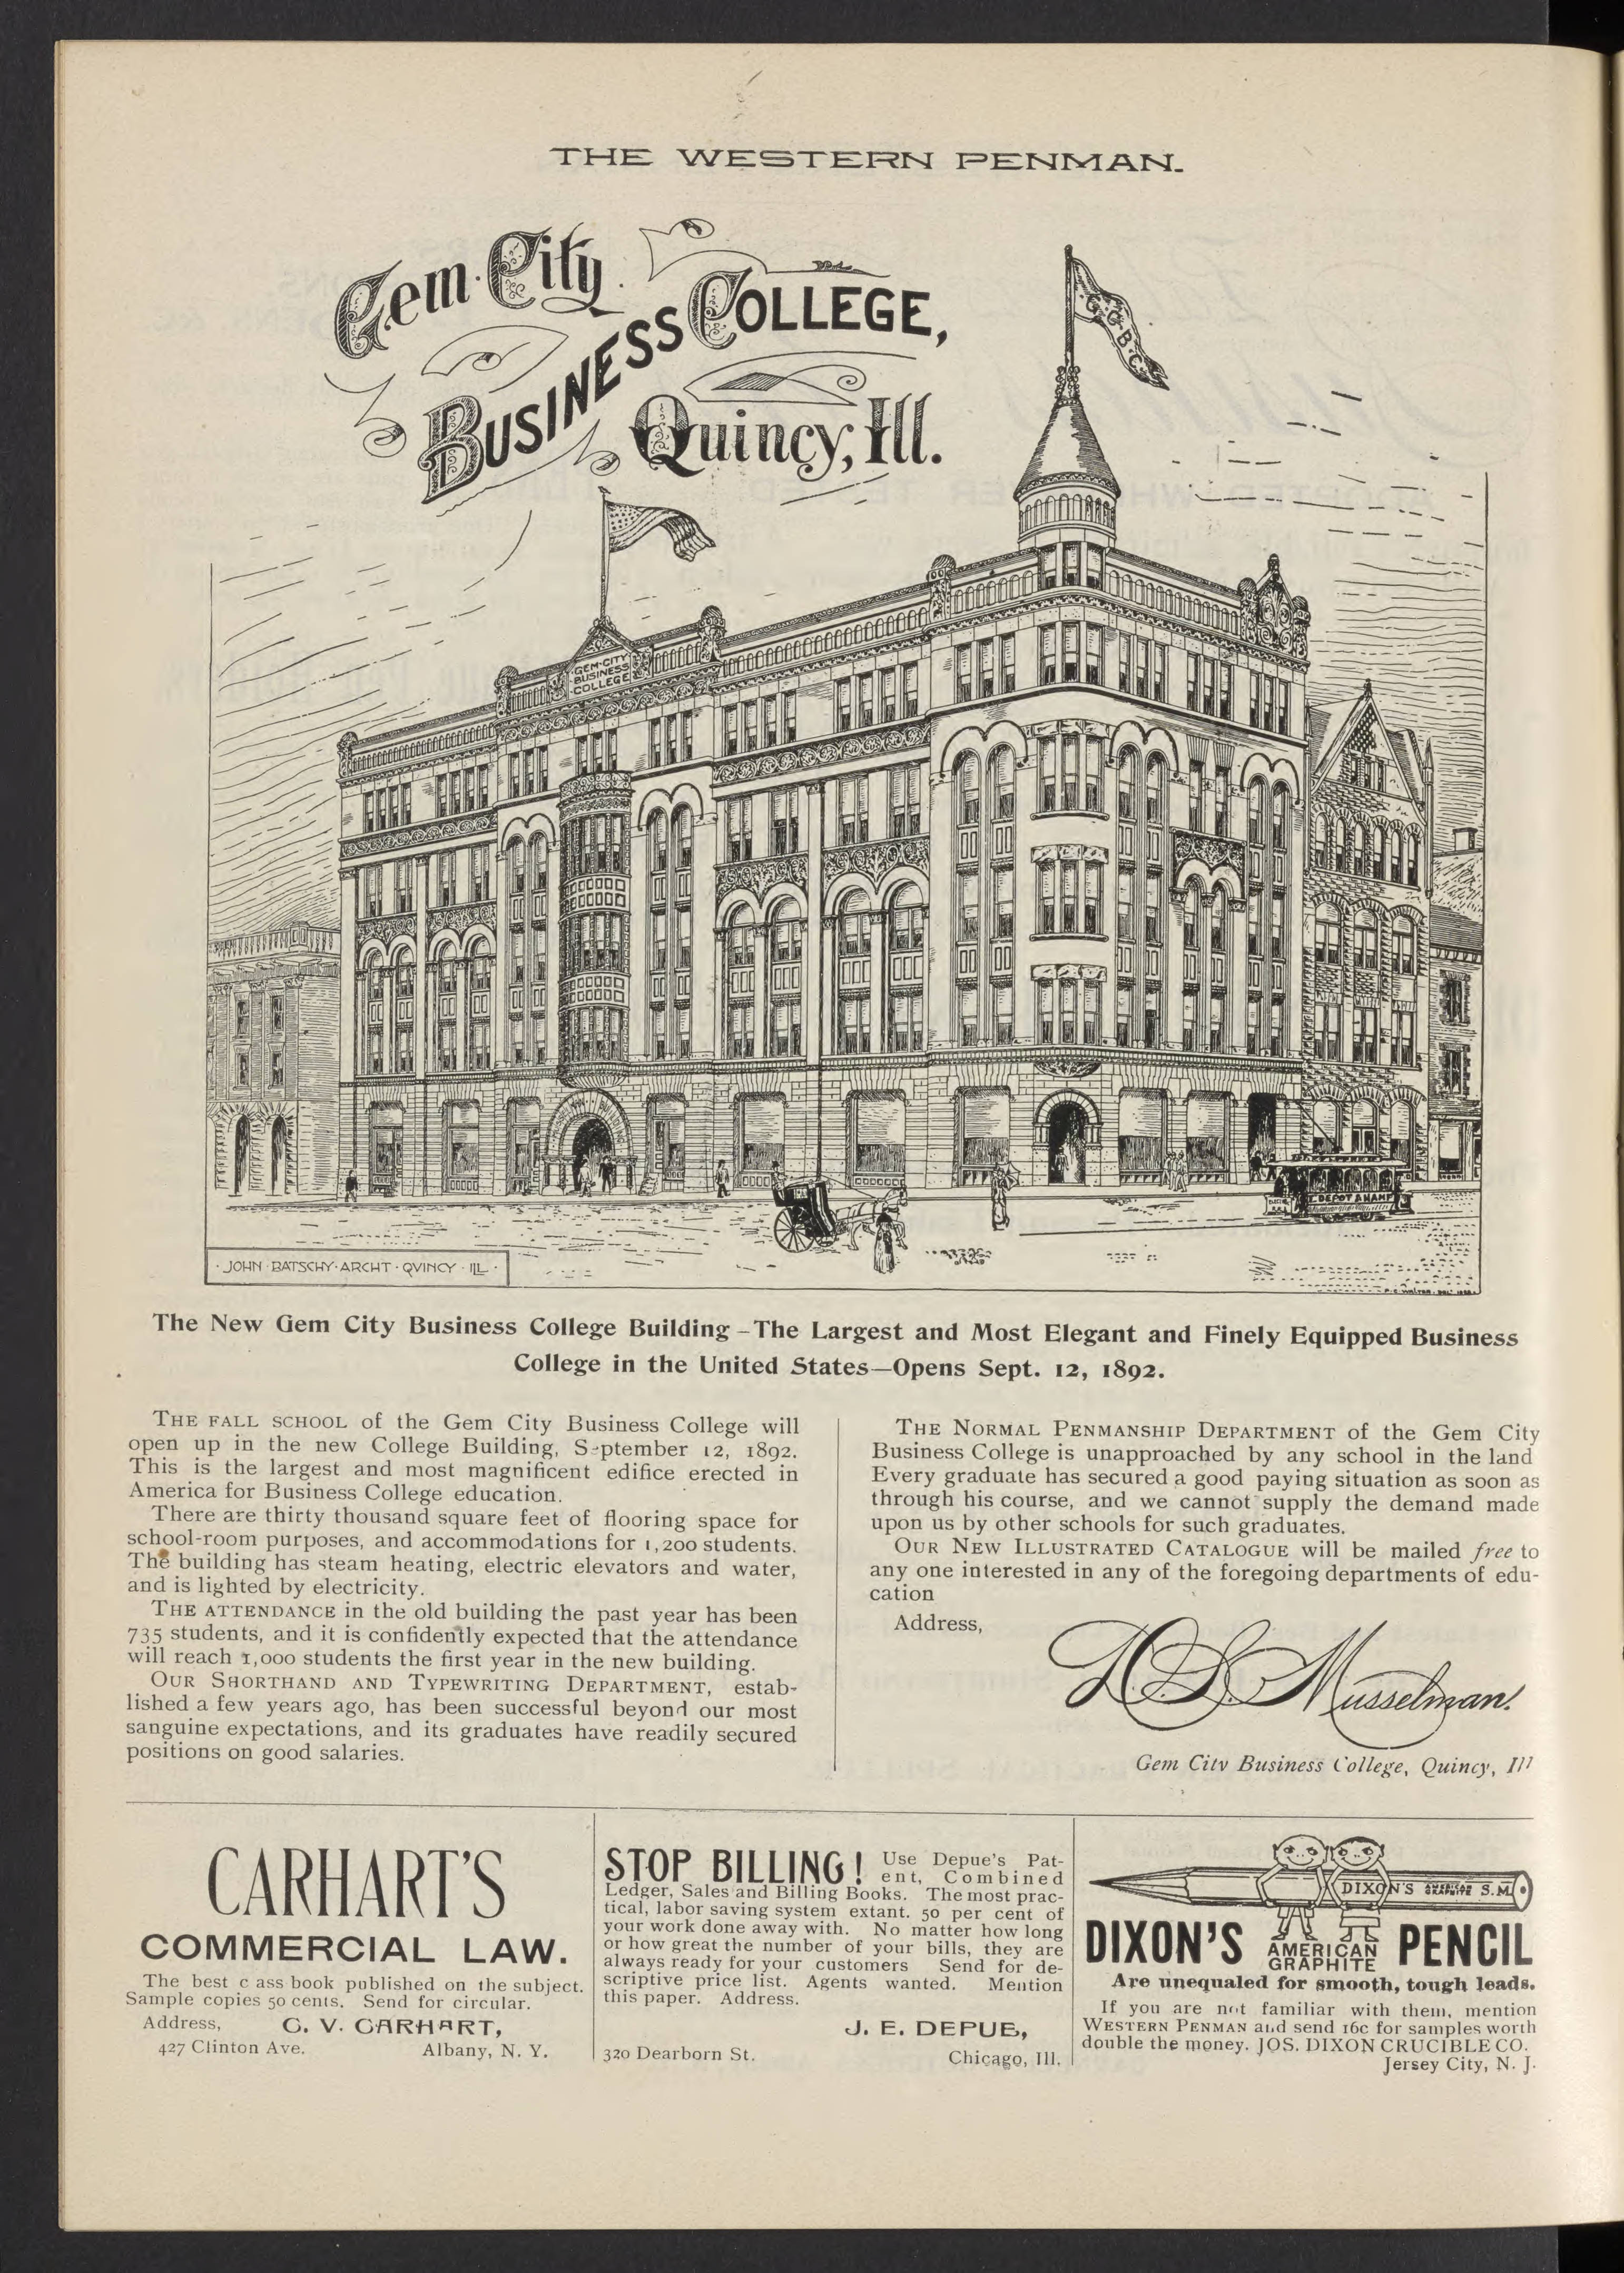 THE WESTERN PENMAN.
Gem City
BUSINESS COLLEGE,
Quincy, Ill.
G.C.B.C.
GEM·CITY
BUSINESS
COLLEGE
DEPOT
· JOHN · BATSCHY · ARCHT · QVINCY · ILL ·
The New Gem City Business College Building–The Largest and Most Elegant and Finely Equipped Business
College in the United States—Opens Sept. 12, 1892.
THE FALL SCHOOL of the Gem City Business College will
open up in the new College Building, September 12, 1892.
This is the largest and most magnificent edifice erected in
America for Business College education.
There are thirty thousand square feet of flooring space for
school-room purposes, and accommodations for 1,200 students.
The building has steam heating, electric elevators and water,
and is lighted by electricity.
THE ATTENDANCE in the old building the past year has been
735 students, and it is confidently expected that the attendance
will reach 1,000 students the first year in the new building.
OUR SHORTHAND AND TYPEWRITING DEPARTMENT, estab-
lished a few years ago, has been successful beyond our most
sanguine expectations, and its graduates have readily secured
positions on good salaries.
THE NORMAL PENMANSHIP DEPARTMENT of the Gem City
Business College is unapproached by any school in the land
Every graduate has secured a good paying situation as soon as
through his course, and we cannot supply the demand made
upon us by other schools for such graduates.
OUR NEW ILLUSTRATED CATALOGUE will be mailed free to
any one interested in any of the foregoing departments of edu-
cation
Address,
D. L. Musselman.
Gem City Business College, Quincy, Ill
CARHART'S
COMMERCIAL LAW.
The best c ass book published on the subject.
Sample copies 50 cents. Send for circular.
Address, C. V. CARHART,
427 Clinton Ave. Albany, N. Y.
STOP BILLING! Use Depue's Pat-
ent, Combined
Ledger, Sales and Billing Books. The most prac-
tical, labor saving system extant. 50 per cent of
your work done away with. No matter how long
or how great the number of your bills, they are
always ready for your customers Send for de-
scriptive price list. Agents wanted. Mention
this paper. Address.
J. E. DEPUE,
320 Dearborn St. Chicago, Ill.
DIXON'S AMERICAN GRAPHITE S.M.
DIXON'S AMERICAN GRAPHITE PENCIL
Are unequaled for smooth, tough leads.
If you are not familiar with them, mention
WESTERN PENMAN and send 16c for samples worth
double the money. JOS. DIXON CRUCIBLE CO.
Jersey City, N. J.